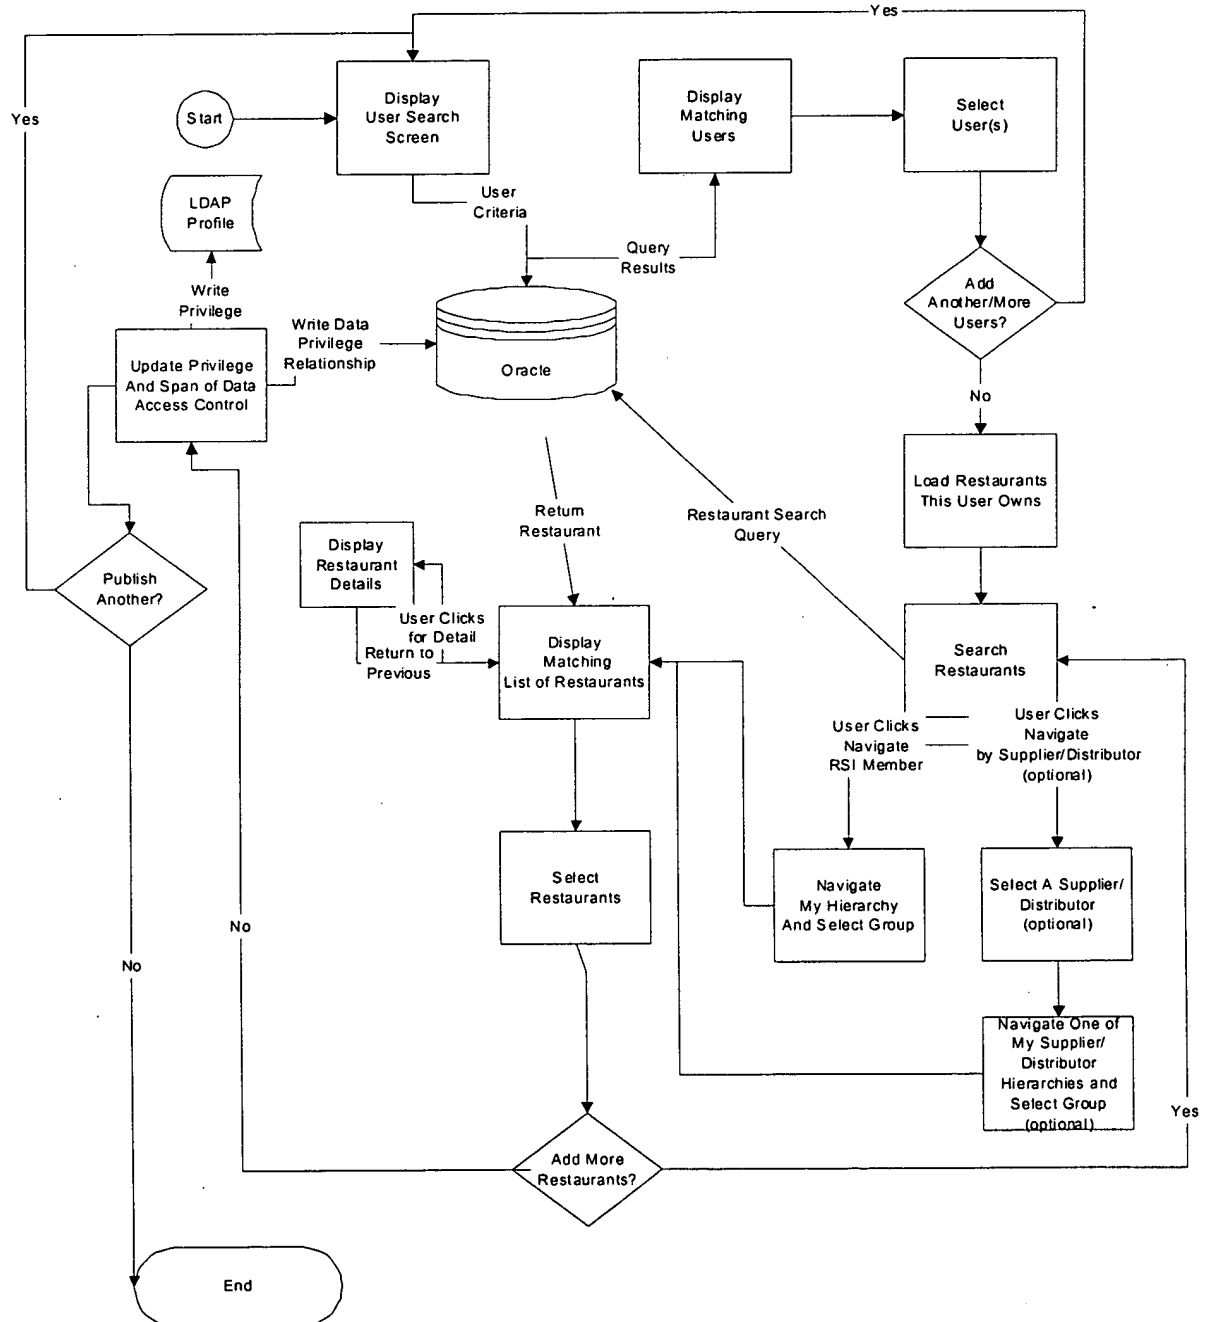 Yes
Yes
Start
Display
User Search
Screen
Display
Matching
Users
Select
User(s)
User
Criteria
LDAP
Profile
Query
Results
Write
Privilege
Add
Another/More
Users?
Write Data
Privilege
Relationship
Oracle
Update Privilege
And Span of Data
Access Control
No
Load Restaurants
This User Owns
Return
Restaurant
Restaurant Search
Query
Display
Restaurant
Details
Publish
Another?
User Clicks
for Detail
Return to
Previous
Display
Matching
List of Restaurants
Search
Restaurants
User Clicks
Navigate
RSI Member
User Clicks
Navigate
by Supplier/Distributor
(optional)
Select
Restaurants
Navigate
My Hierarchy
And Select Group
Select A Supplier/
Distributor
(optional)
No
No
Navigate One of
My Supplier/
Distributor
Hierarchies and
Select Group
(optional)
Yes
Add More
Restaurants?
End